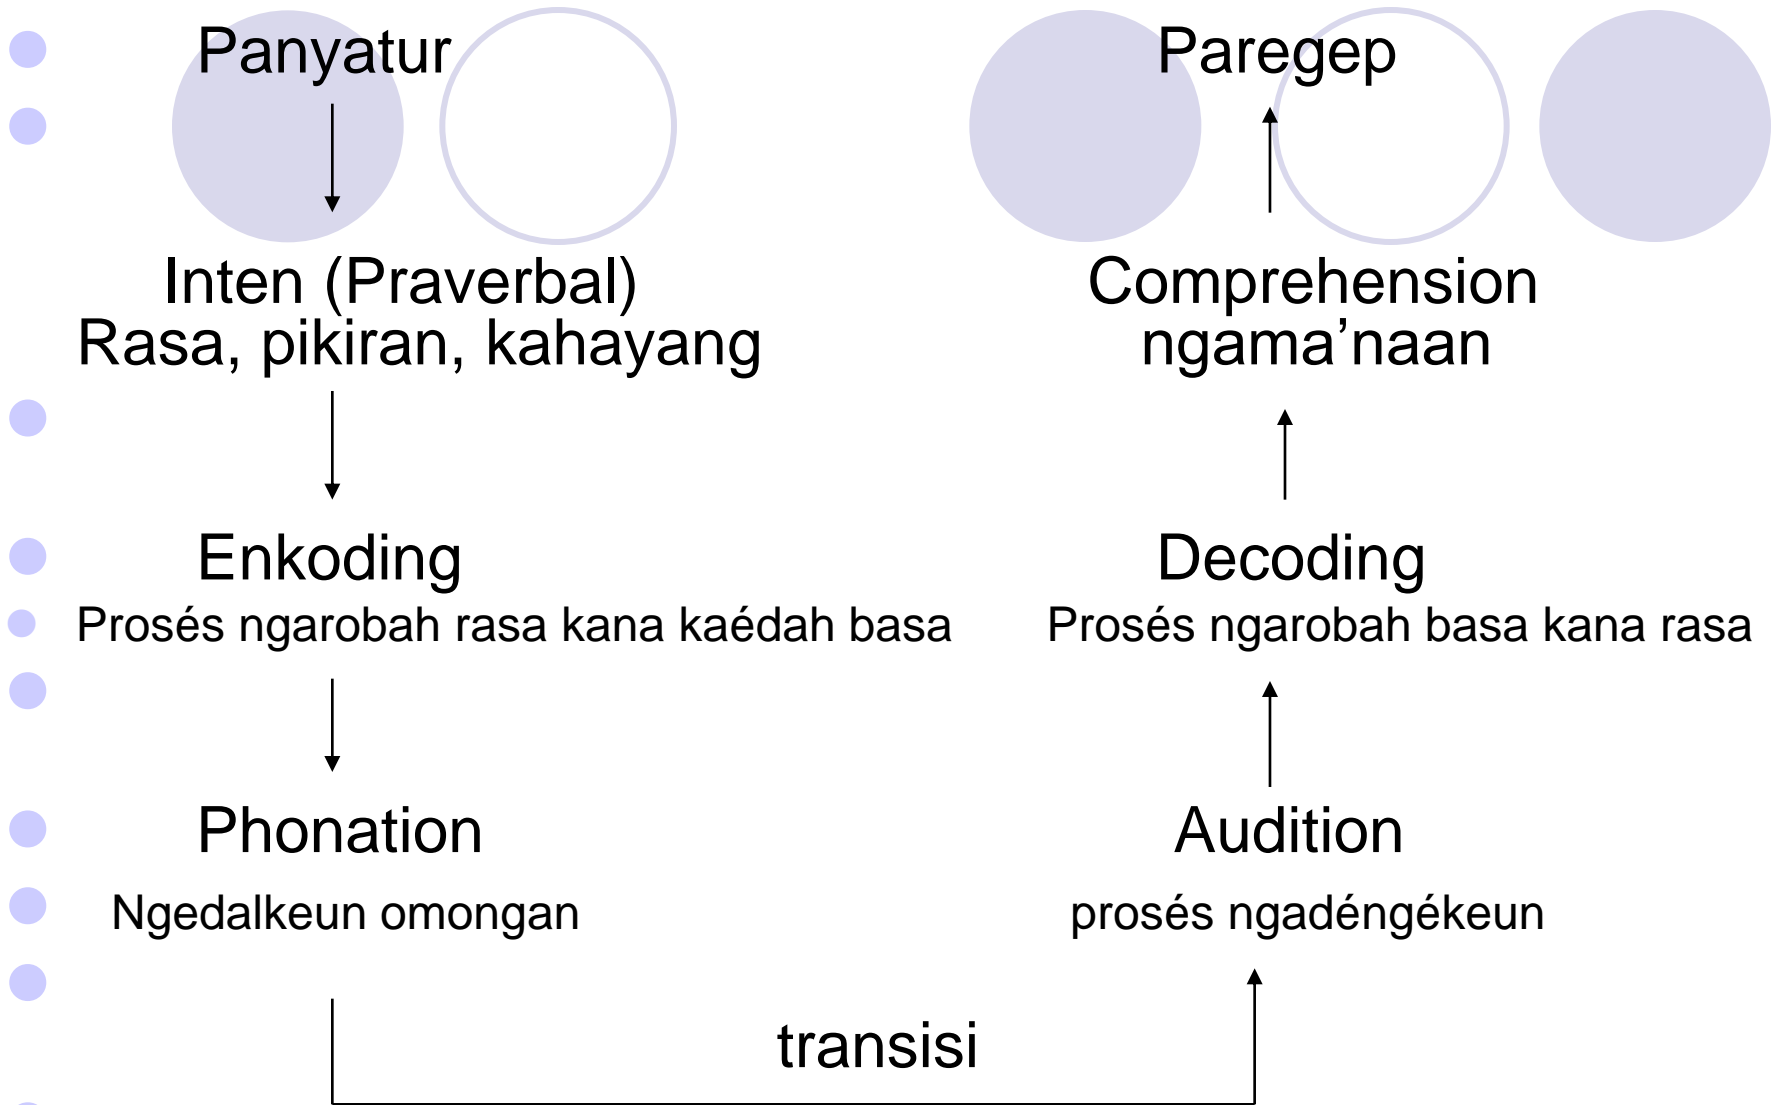 Panyatur Paregep
Inten (Praverbal) Comprehension
Rasa, pikiran, kahayang ngama’naan
Enkoding Decoding
Prosés ngarobah rasa kana kaédah basa Prosés ngarobah basa kana rasa
Phonation Audition
Ngedalkeun omongan prosés ngadéngékeun
transisi